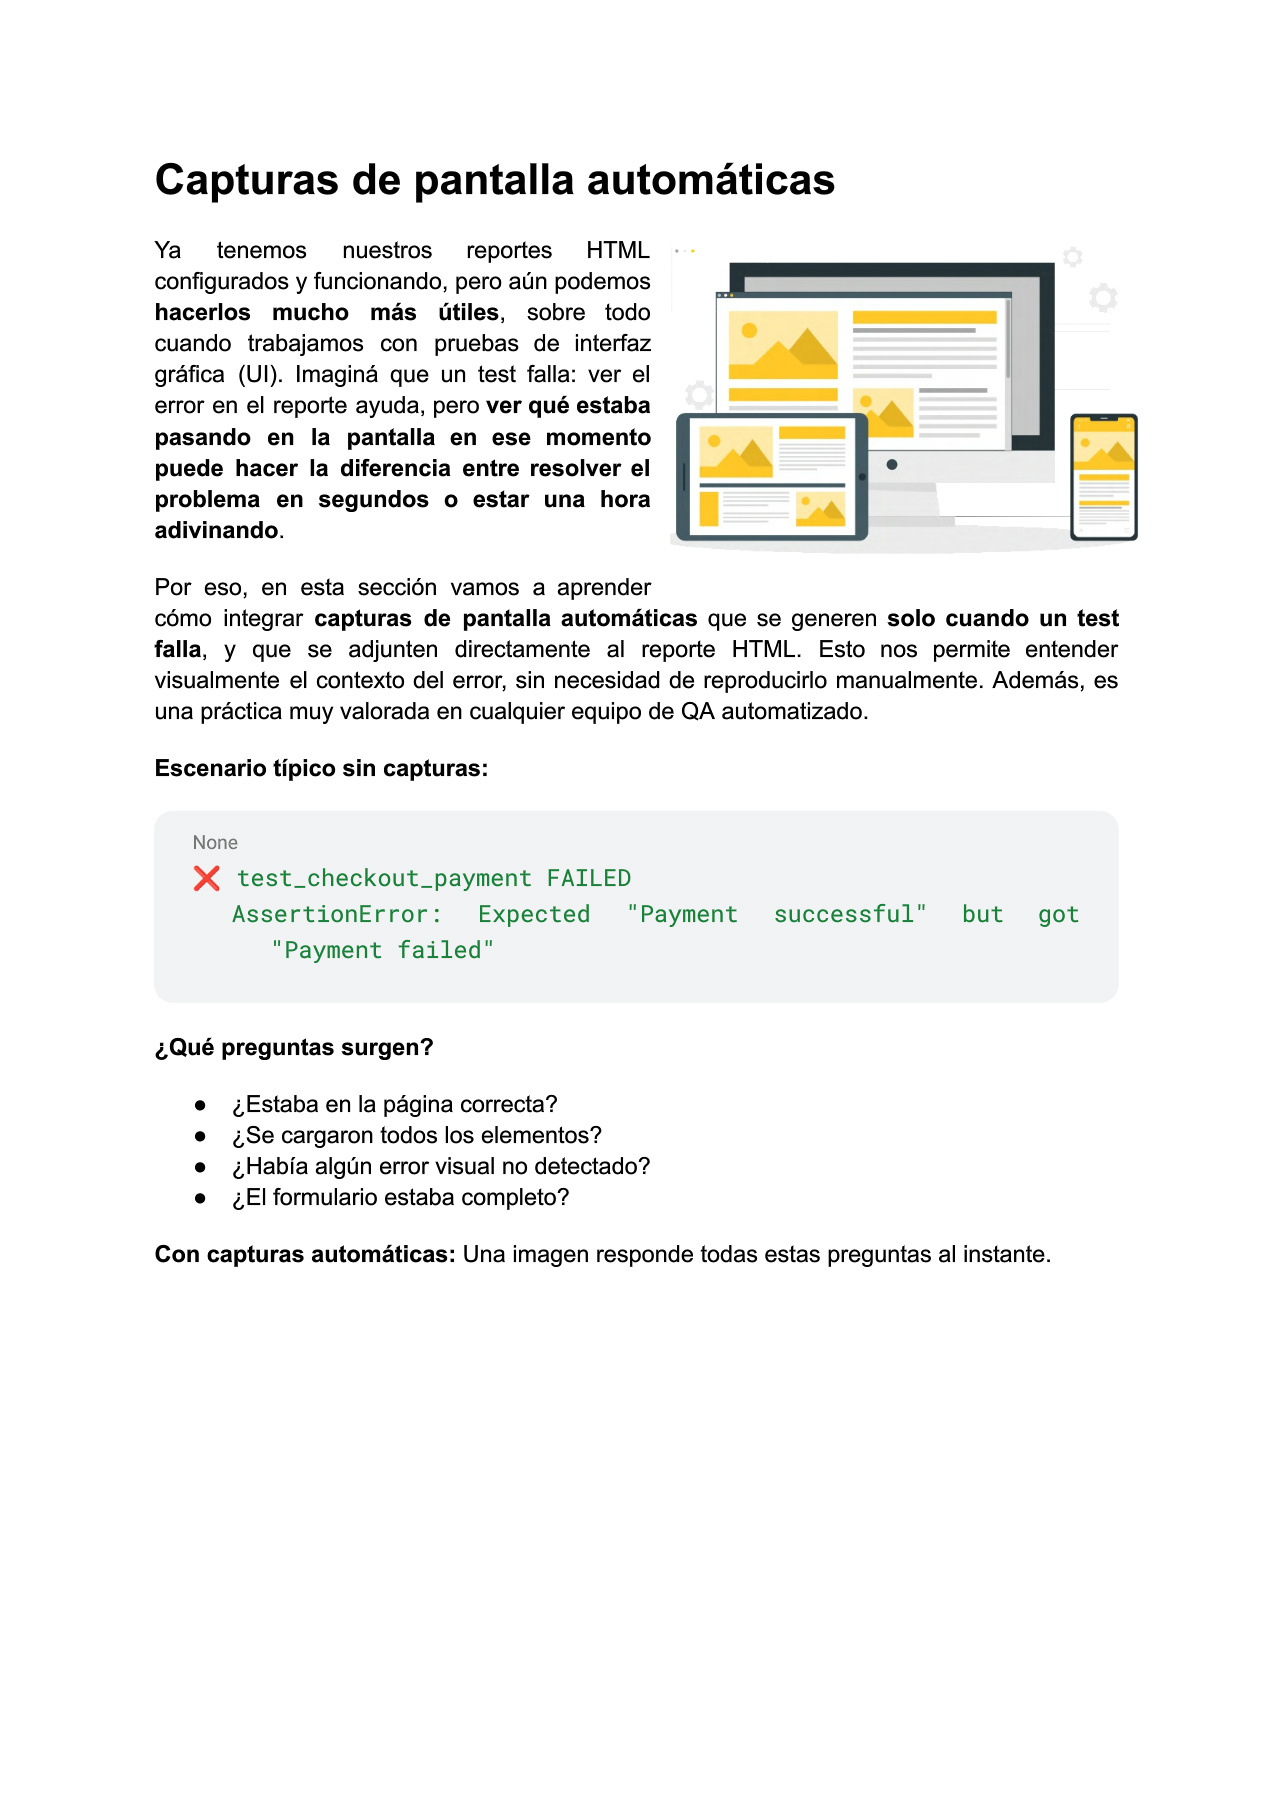 Capturas de pantalla automáticas
Ya tenemos nuestros reportes HTML
configurados y funcionando, pero aún podemos
hacerlos mucho más útiles, sobre todo
cuando trabajamos con pruebas de interfaz
gráfica (UI). Imaginá que un test falla: ver el
error en el reporte ayuda, pero ver qué estaba
pasando en la pantalla en ese momento
puede hacer la diferencia entre resolver el
problema en segundos o estar una hora
adivinando.
Por eso, en esta sección vamos a aprender
cómo integrar capturas de pantalla automáticas que se generen solo cuando un test
falla, y que se adjunten directamente al reporte HTML. Esto nos permite entender
visualmente el contexto del error, sin necesidad de reproducirlo manualmente. Además, es
una práctica muy valorada en cualquier equipo de QA automatizado.
Escenario típico sin capturas:
None
❌ test_checkout_payment FAILED
AssertionError: Expected "Payment successful" but got
"Payment failed"
¿Qué preguntas surgen?
● ¿Estaba en la página correcta?
● ¿Se cargaron todos los elementos?
● ¿Había algún error visual no detectado?
● ¿El formulario estaba completo?
Con capturas automáticas: Una imagen responde todas estas preguntas al instante.